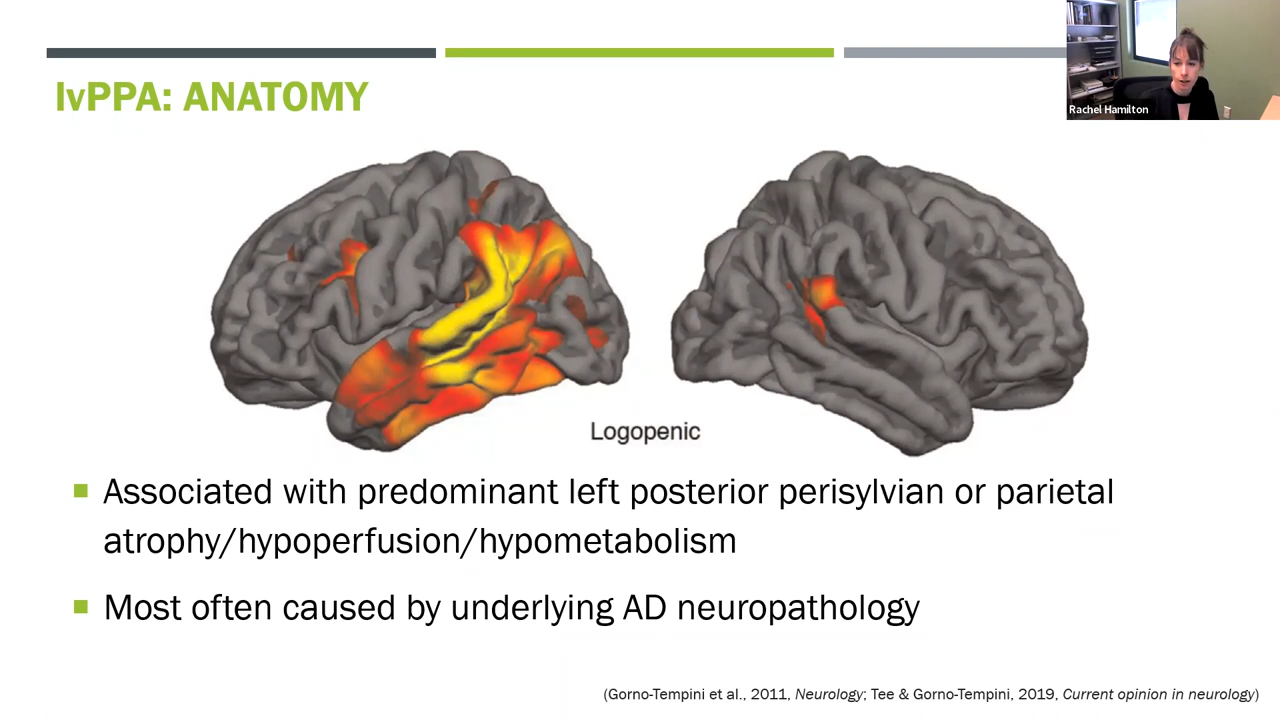 lvPPA: ANATOMY
Rachel Hamilton
Logopenic
Associated with predominant left posterior perisylvian or parietal
atrophy/hypoperfusion/hypometabolism
Most often caused by underlying AD neuropathology
(Gorno-Tempini et al., 2011, Neurology; Tee & Gorno-Tempini, 2019, Current opinion in neurology)